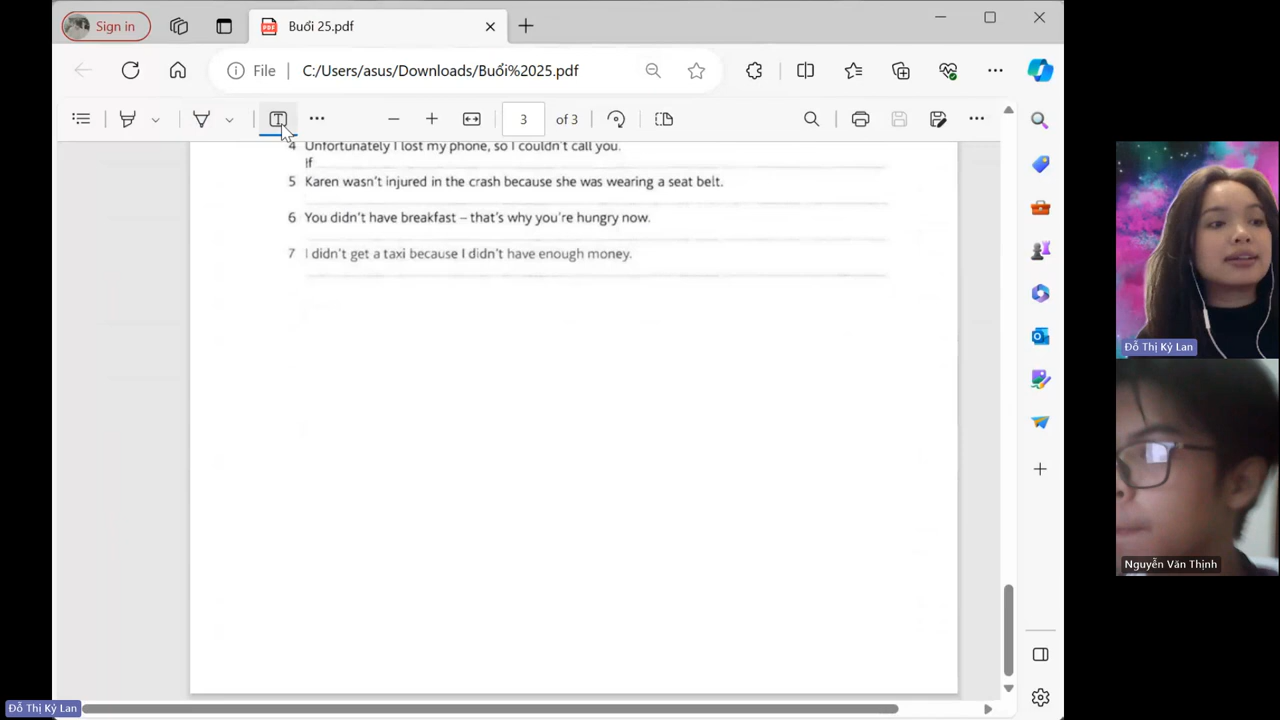 Sign in
Buổi 25.pdf
File
C:/Users/asus/Downloads/Buổi%2025.pdf
3
of 3
4 Unfortunately I lost my phone, so I couldn't call you.
If
5 Karen wasn't injured in the crash because she was wearing a seat belt.
6 You didn't have breakfast – that's why you're hungry now.
7 I didn't get a taxi because I didn't have enough money.
Đỗ Thị Kỷ Lan
Nguyễn Văn Thịnh
Đỗ Thị Kỷ Lan